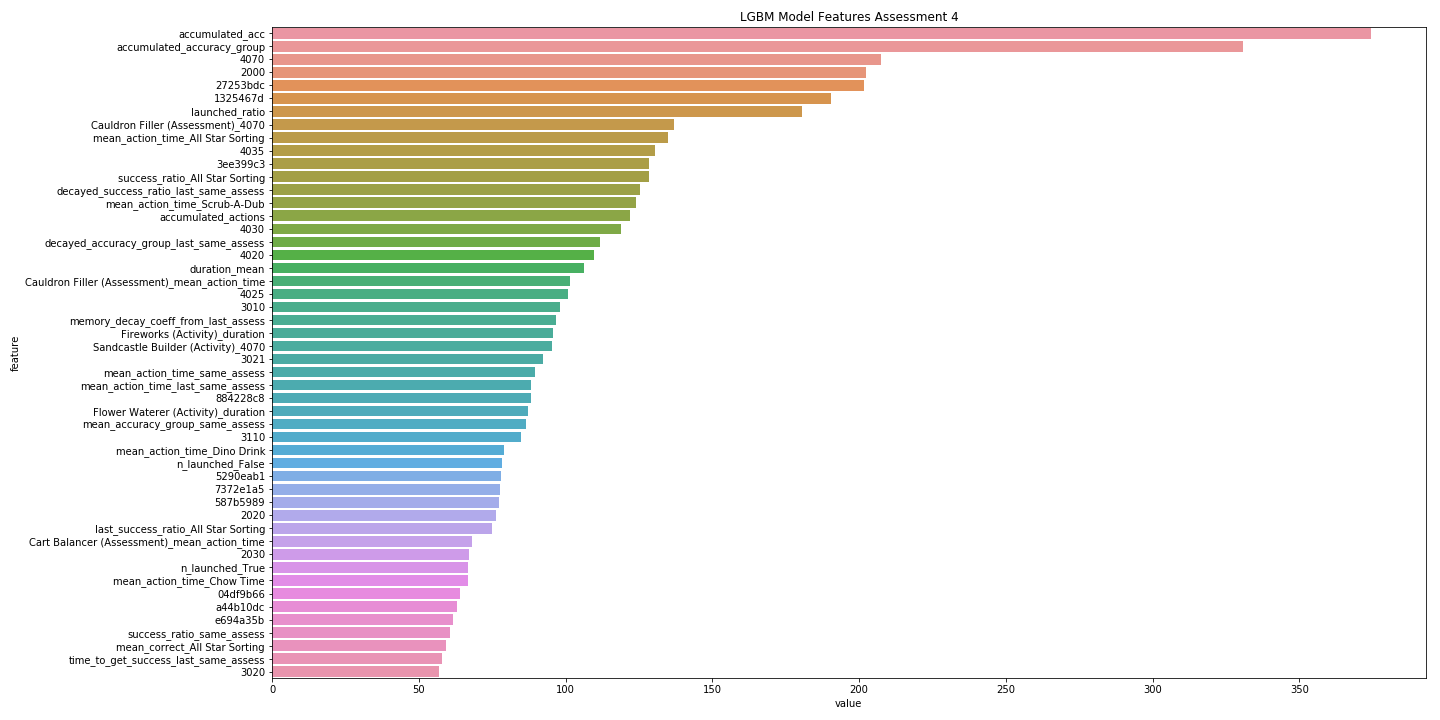 LGBM Model Features Assessment 4
accumulated_acc
accumulated_accuracy_group
4070
2000
27253bdc
1325467d
launched_ratio
Cauldron Filler (Assessment)_4070
mean_action_time_All Star Sorting
4035
3ee399c3
success_ratio_All Star Sorting
decayed_success_ratio_last_same_assess
mean_action_time_Scrub-A-Dub
accumulated_actions
4030
decayed_accuracy_group_last_same_assess
4020
duration_mean
Cauldron Filler (Assessment)_mean_action_time
4025
3010
memory_decay_coeff_from_last_assess
Fireworks (Activity)_duration
Sandcastle Builder (Activity)_4070
3021
mean_action_time_same_assess
mean_action_time_last_same_assess
884228c8
Flower Waterer (Activity)_duration
mean_accuracy_group_same_assess
3110
mean_action_time_Dino Drink
n_launched_False
5290eab1
7372e1a5
587b5989
2020
last_success_ratio_All Star Sorting
Cart Balancer (Assessment)_mean_action_time
2030
n_launched_True
mean_action_time_Chow Time
04df9b66
a44b10dc
e694a35b
success_ratio_same_assess
mean_correct_All Star Sorting
time_to_get_success_last_same_assess
3020
feature
0 50 100 150 200 250 300 350
value